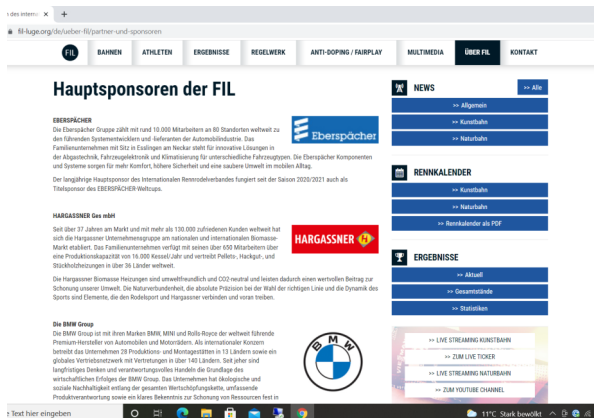 n des interna × +
fil-luge.org/de/ueber-fil/partner-und-sponsoren
FIL BAHNEN ATHLETEN ERGEBNISSE REGELWERK ANTI-DOPING / FAIRPLAY MULTIMEDIA ÜBER FIL KONTAKT
Hauptsponsoren der FIL
EBERSPÄCHER
Die Eberspächer Gruppe zählt mit rund 10.000 Mitarbeitern an 80 Standorten weltweit zu
den führenden Systementwicklern und -lieferanten der Automobilindustrie. Das
Familienunternehmen mit Sitz in Esslingen am Neckar steht für innovative Lösungen in
der Abgastechnik, Fahrzeugelektronik und Klimatisierung für unterschiedliche Fahrzeugtypen. Die Eberspächer Komponenten
und Systeme sorgen für mehr Komfort, höhere Sicherheit und eine saubere Umwelt im mobilen Alltag.
Der langjährige Hauptsponsor des Internationalen Rennrodelverbandes fungiert seit der Saison 2020/2021 auch als
Titelsponsor des EBERSPÄCHER-Weltcups.
Eberspächer
HARGASSNER Ges mbH
Seit über 37 Jahren am Markt und mit mehr als 130.000 zufriedenen Kunden weltweit hat
sich die Hargassner Unternehmensgruppe am nationalen und internationalen Biomasse-
Markt etabliert. Das Familienunternehmen verfügt mit seinen über 650 Mitarbeitern über
eine Produktionskapazität von 16.000 Kessel/Jahr und vertreibt Pellets-, Hackgut-, und
Stückholzheizungen in über 36 Länder weltweit.
Die Hargassner Biomasse Heizungen sind umweltfreundlich und CO2-neutral und leisten dadurch einen wertvollen Beitrag zur
Schonung unserer Umwelt. Die Naturverbundenheit, die absolute Präzision bei der Wahl der richtigen Linie und die Dynamik des
Sports sind Elemente, die den Rodelsport und Hargassner verbinden und voran treiben.
HARGASSNER H
Die BMW Group
Die BMW Group ist mit ihren Marken BMW, MINI und Rolls-Royce der weltweit führende
Premium-Hersteller von Automobilen und Motorrädern. Als internationaler Konzern
betreibt das Unternehmen 28 Produktions- und Montagestätten in 13 Ländern sowie ein
globales Vertriebsnetzwerk mit Vertretungen in über 140 Ländern. Seit jeher sind
langfristiges Denken und verantwortungsvolles Handeln die Grundlage des
wirtschaftlichen Erfolges der BMW Group. Das Unternehmen hat ökologische und
soziale Nachhaltigkeit entlang der gesamten Wertschöpfungskette, umfassende
Produktverantwortung sowie ein klares Bekenntnis zur Schonung von Ressourcen fest in
BMW
NEWS >> Alle
>> Allgemein
>> Kunstbahn
>> Naturbahn
RENNKALENDER
>> Kunstbahn
>> Naturbahn
>> Rennkalender als PDF
ERGEBNISSE
>> Aktuell
>> Gesamtstände
>> Statistiken
>> LIVE STREAMING KUNSTBAHN
>> ZUM LIVE TICKER
>> LIVE STREAMING NATURBAHN
>> ZUM YOUTUBE CHANNEL
e Text hier eingeben
11°C Stark bewölkt